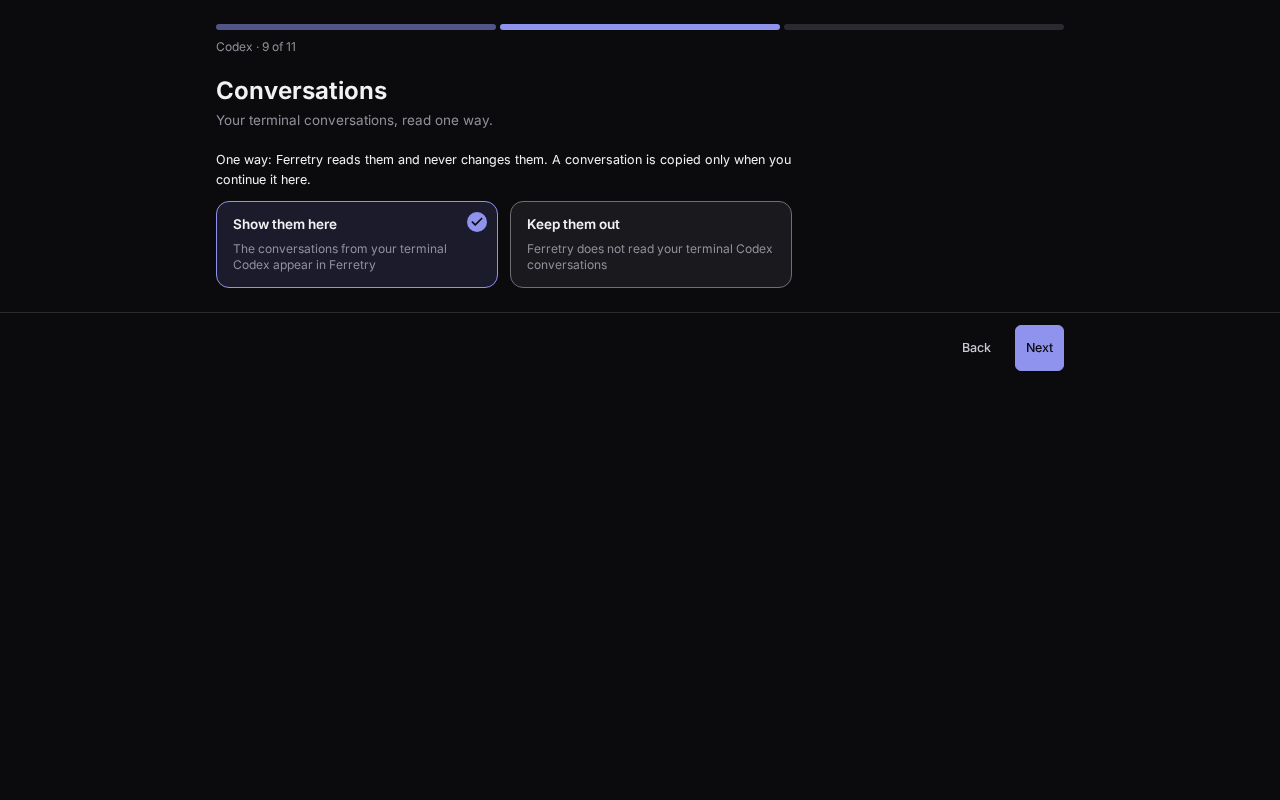 Codex · 9 of 11
Conversations
Your terminal conversations, read one way.
One way: Ferretry reads them and never changes them. A conversation is copied only when you
continue it here.
Show them here
The conversations from your terminal
Codex appear in Ferretry
Keep them out
Ferretry does not read your terminal Codex
conversations
Back
Next